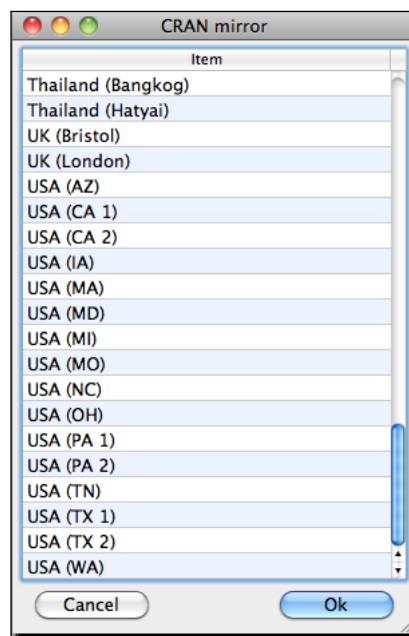 CRAN mirror
Item
Thailand (Bangkog)
Thailand (Hatyai)
UK (Bristol)
UK (London)
USA (AZ)
USA (CA 1)
USA (CA 2)
USA (IA)
USA (MA)
USA (MD)
USA (MI)
USA (MO)
USA (NC)
USA (OH)
USA (PA 1)
USA (PA 2)
USA (TN)
USA (TX 1)
USA (TX 2)
USA (WA)
Cancel Ok